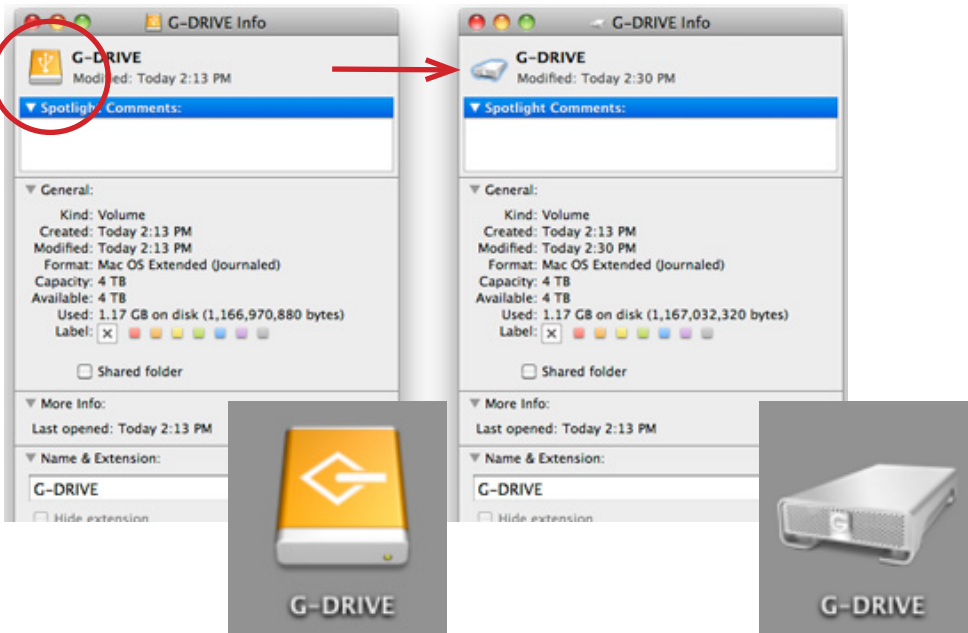 G-DRIVE Info
G-DRIVE
Modified: Today 2:13 PM
Spotlight Comments:
General:
Kind: Volume
Created: Today 2:13 PM
Modified: Today 2:13 PM
Format: Mac OS Extended (Journaled)
Capacity: 4 TB
Available: 4 TB
Used: 1.17 GB on disk (1,166,970,880 bytes)
Label:
Shared folder
More Info:
Last opened: Today 2:13 PM
Name & Extension:
G-DRIVE
Hide extension
G-DRIVE
G-DRIVE Info
G-DRIVE
Modified: Today 2:30 PM
Spotlight Comments:
General:
Kind: Volume
Created: Today 2:13 PM
Modified: Today 2:30 PM
Format: Mac OS Extended (Journaled)
Capacity: 4 TB
Available: 4 TB
Used: 1.17 GB on disk (1,167,032,320 bytes)
Label:
Shared folder
More Info:
Last opened: Today 2:13 PM
Name & Extension:
G-DRIVE
Hide extension
G
G-DRIVE